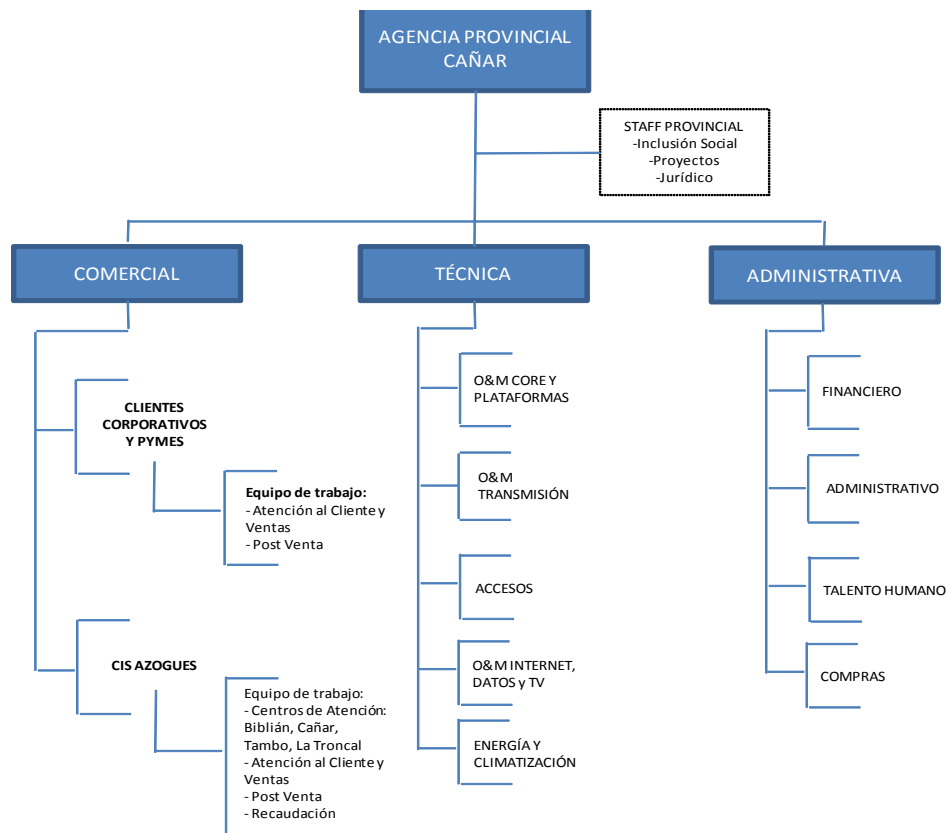 AGENCIA PROVINCIAL
CAÑAR
STAFF PROVINCIAL
-Inclusión Social
-Proyectos
-Jurídico
COMERCIAL
TÉCNICA
ADMINISTRATIVA
CLIENTES
CORPORATIVOS
Y PYMES
Equipo de trabajo:
- Atención al Cliente y
Ventas
- Post Venta
CIS AZOGUES
Equipo de trabajo:
- Centros de Atención:
Biblián, Cañar,
Tambo, La Troncal
- Atención al Cliente y
Ventas
- Post Venta
- Recaudación
O&M CORE Y
PLATAFORMAS
O&M
TRANSMISIÓN
ACCESOS
O&M INTERNET,
DATOS y TV
ENERGÍA Y
CLIMATIZACIÓN
FINANCIERO
ADMINISTRATIVO
TALENTO HUMANO
COMPRAS